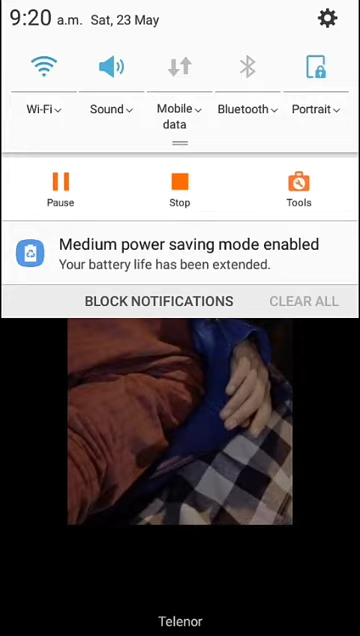 9:20 a.m. Sat, 23 May
Wi-Fi Sound Mobile data Bluetooth Portrait
Pause Stop Tools
Medium power saving mode enabled
Your battery life has been extended.
BLOCK NOTIFICATIONS CLEAR ALL
Telenor